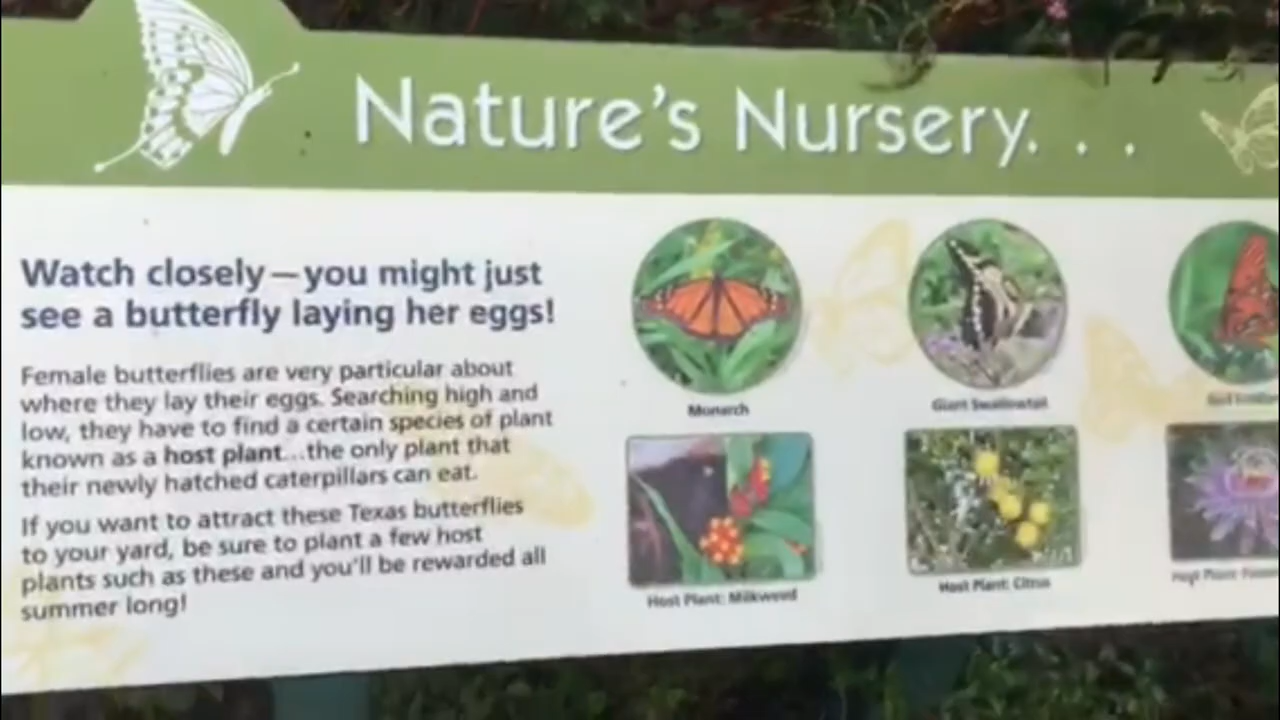 Nature's Nursery. . .
Watch closely—you might just
see a butterfly laying her eggs!
Female butterflies are very particular about
where they lay their eggs. Searching high and
low, they have to find a certain species of plant
known as a host plant...the only plant that
their newly hatched caterpillars can eat.
If you want to attract these Texas butterflies
to your yard, be sure to plant a few host
plants such as these and you'll be rewarded all
summer long!
Monarch
Giant Swallowtail
Host Plant: Milkweed
Host Plant: Citrus
Host Plant: